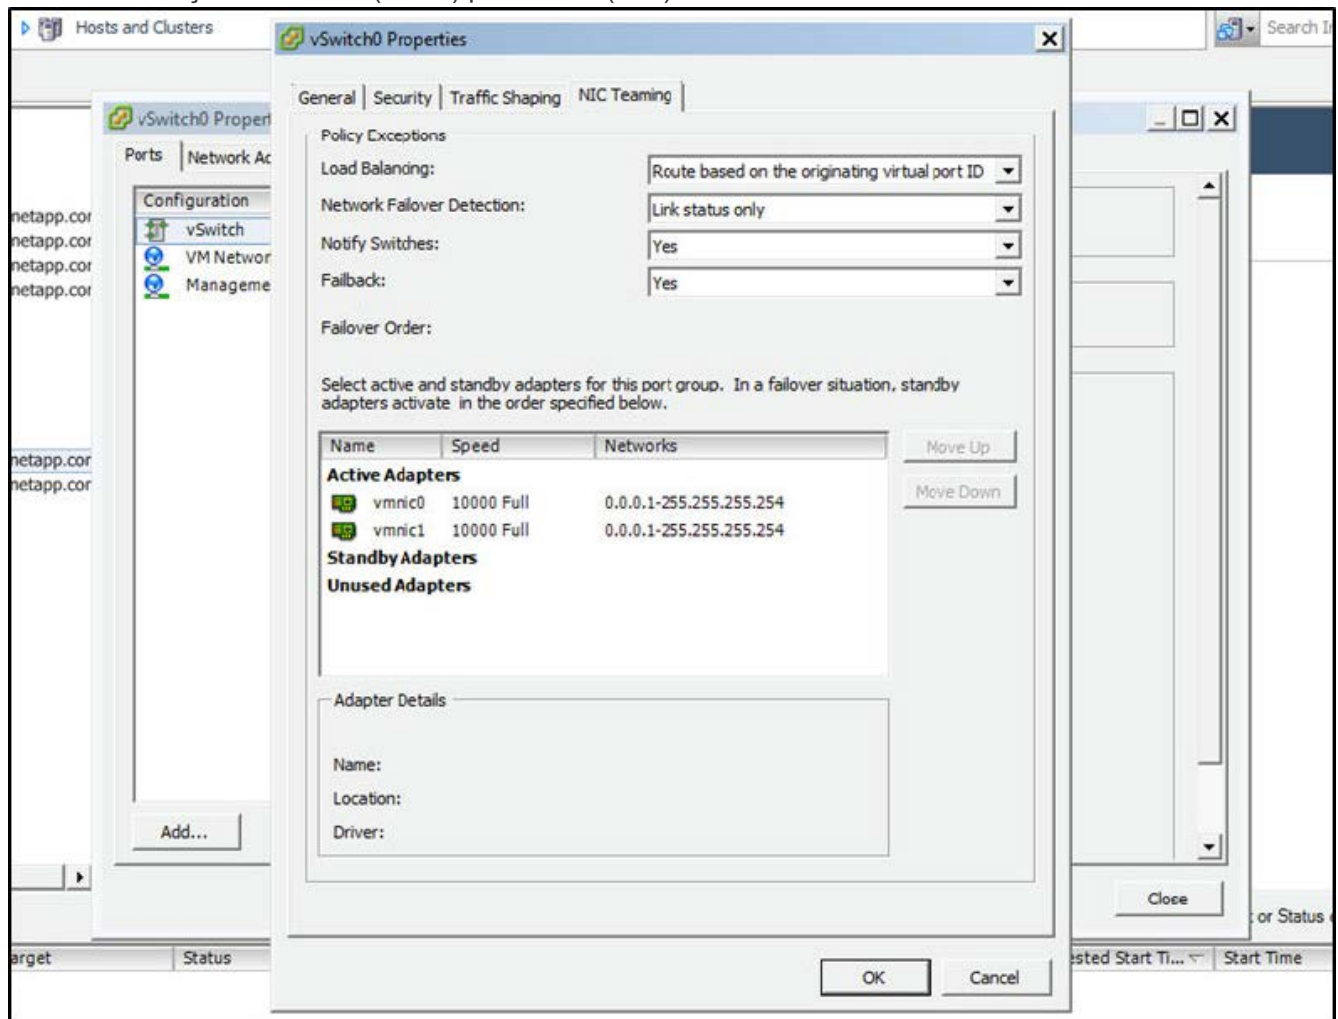 Hosts and Clusters
vSwitch0 Properties
Search I
General
Security
Traffic Shaping
NIC Teaming
vSwitch0 Propert
Ports
Network Ac
Configuration
vSwitch
VM Networ
Manageme
netapp.cor
netapp.cor
netapp.cor
netapp.cor
netapp.cor
netapp.cor
Add...
Policy Exceptions
Load Balancing:
Route based on the originating virtual port ID
Network Failover Detection:
Link status only
Notify Switches:
Yes
Failback:
Yes
Failover Order:
Select active and standby adapters for this port group. In a failover situation, standby
adapters activate in the order specified below.
Name Speed Networks
Active Adapters
vmnic0 10000 Full 0.0.0.1-255.255.255.254
vmnic1 10000 Full 0.0.0.1-255.255.255.254
Standby Adapters
Unused Adapters
Move Up
Move Down
Adapter Details
Name:
Location:
Driver:
OK
Cancel
Close
or Status
arget
Status
ested Start Ti...
Start Time